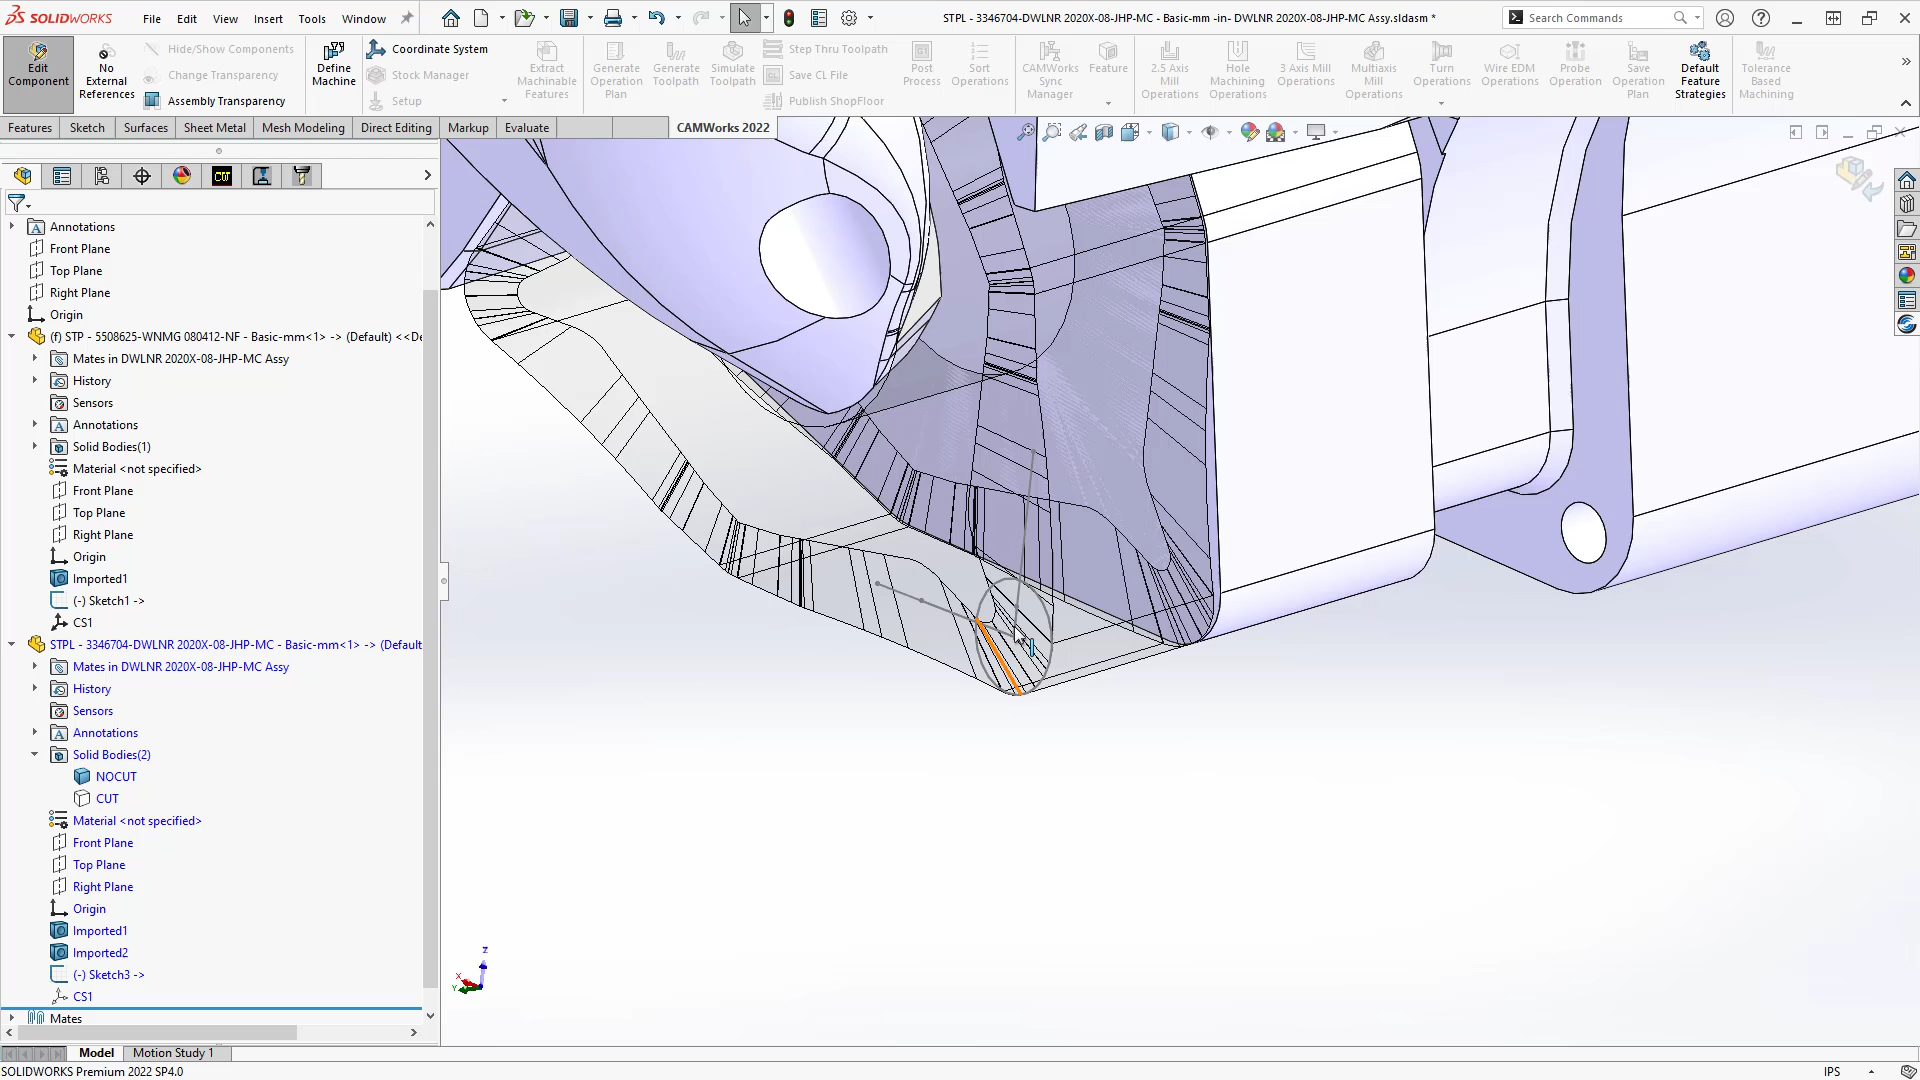 SOLIDWORKS File Edit View Insert Tools Window STPL - 3346704-DWLNR 2020X-08-JHP-MC - Basic-mm -in- DWLNR 2020X-08-JHP-MC Assy.sldasm * Search Commands
Edit Component
No External References
Hide/Show Components
Change Transparency
Assembly Transparency
Define Machine
Coordinate System
Stock Manager
Setup
Extract Machinable Features
Generate Operation Plan
Generate Toolpath
Simulate Toolpath
Step Thru Toolpath
Save CL File
Publish ShopFloor
Post Process
Sort Operations
CAMWorks Sync Manager
Feature
2.5 Axis Mill Operations
Hole Machining Operations
3 Axis Mill Operations
Multiaxis Mill Operations
Turn Operations
Wire EDM Operations
Probe Operation
Save Operation Plan
Default Feature Strategies
Tolerance Based Machining
Features Sketch Surfaces Sheet Metal Mesh Modeling Direct Editing Markup Evaluate CAMWorks 2022
Annotations
Front Plane
Top Plane
Right Plane
Origin
(f) STP - 5508625-WNMG 080412-NF - Basic-mm<1> -> (Default) <<De
Mates in DWLNR 2020X-08-JHP-MC Assy
History
Sensors
Annotations
Solid Bodies(1)
Material <not specified>
Front Plane
Top Plane
Right Plane
Origin
Imported1
(-) Sketch1 ->
CS1
STPL - 3346704-DWLNR 2020X-08-JHP-MC - Basic-mm<1> -> (Default
Mates in DWLNR 2020X-08-JHP-MC Assy
History
Sensors
Annotations
Solid Bodies(2)
NOCUT
CUT
Material <not specified>
Front Plane
Top Plane
Right Plane
Origin
Imported1
Imported2
(-) Sketch3 ->
CS1
Mates
Z
X
Y
Model Motion Study 1
SOLIDWORKS Premium 2022 SP4.0 IPS